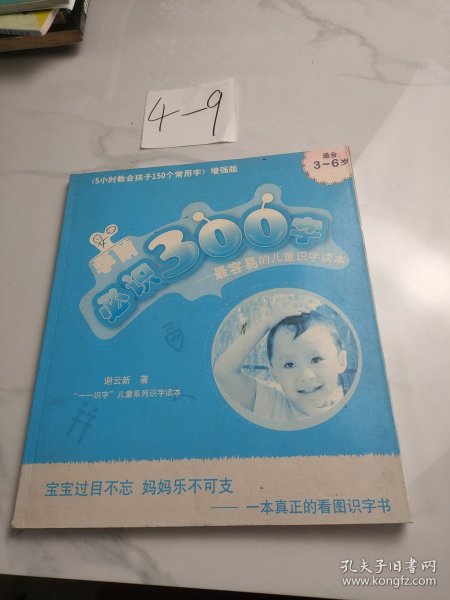 4-9
适合
3~6岁
《5小时教会孩子150个常用字》增强版
学前
必识300字
——最容易的儿童识字读本
谢云新 著
“一一识字”儿童系列识字读本
宝宝过目不忘 妈妈乐不可支
—— 一本真正的看图识字书
孔夫子旧书网
www.kongfz.com